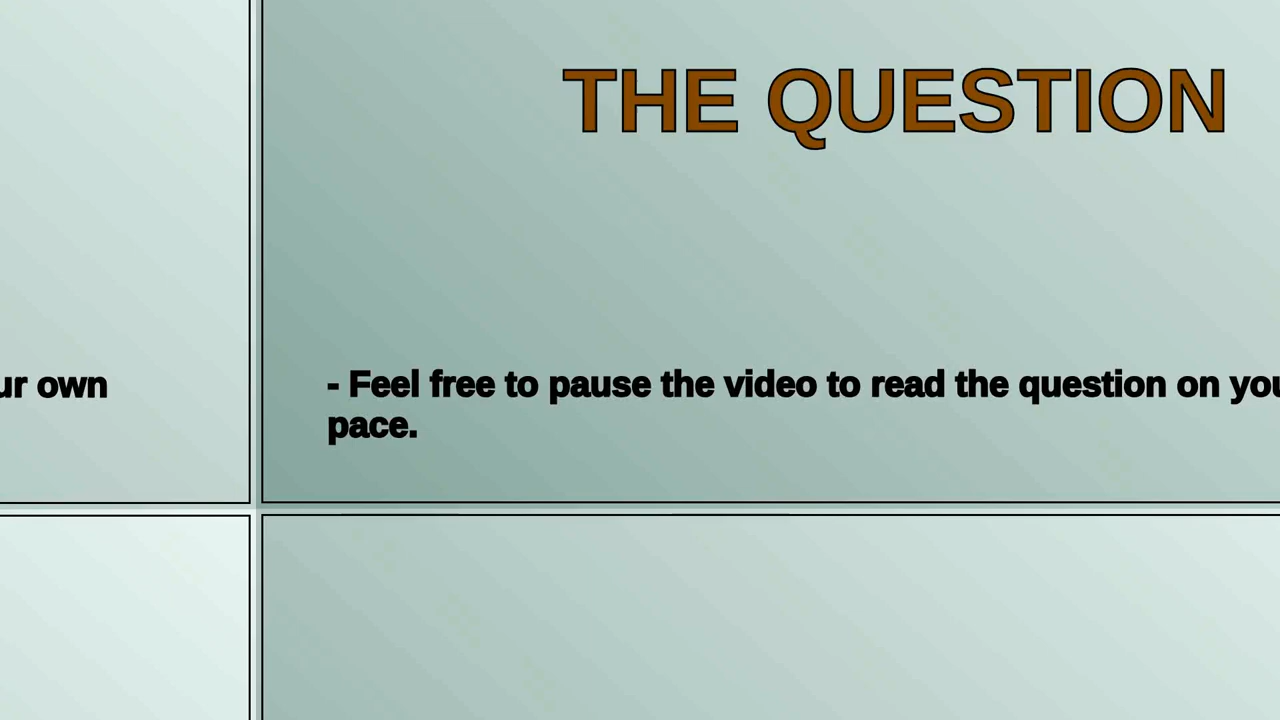 THE QUESTION
ur own
- Feel free to pause the video to read the question on you
pace.